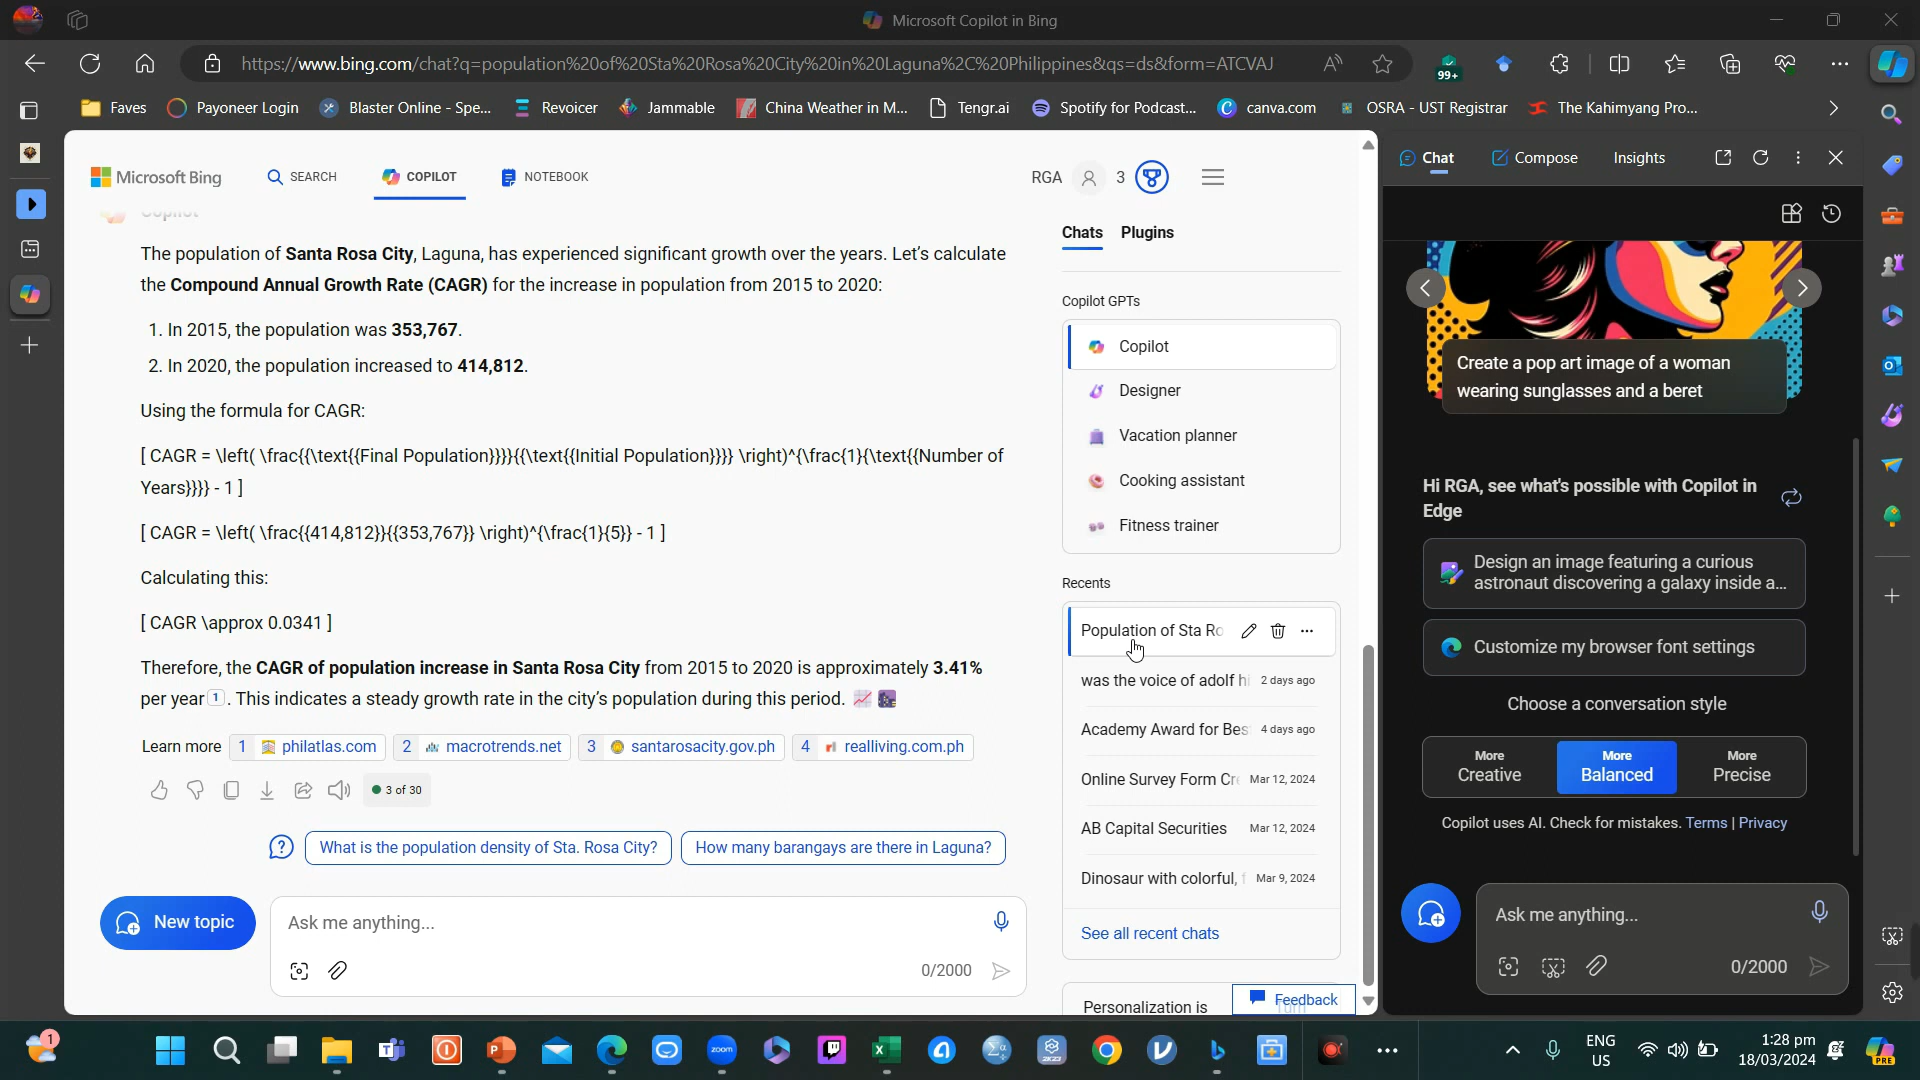 Microsoft Copilot in Bing
https://www.bing.com/chat?q=population%20of%20Sta%20Rosa%20City%20in%20Laguna%2C%20Philippines&qs=ds&form=ATCVAJ
99+
Faves
Payoneer Login
Blaster Online - Spe...
Revoicer
Jammable
China Weather in M...
Tengr.ai
Spotify for Podcast...
canva.com
OSRA - UST Registrar
The Kahimyang Pro...
Microsoft Bing
SEARCH
COPILOT
NOTEBOOK
RGA
3
Copilot
The population of Santa Rosa City, Laguna, has experienced significant growth over the years. Let's calculate
the Compound Annual Growth Rate (CAGR) for the increase in population from 2015 to 2020:
1. In 2015, the population was 353,767.
2. In 2020, the population increased to 414,812.
Using the formula for CAGR:
[ CAGR = \left( \frac{{\text{{Final Population}}}}{{\text{{Initial Population}}}} \right)^{\frac{1}{\text{{Number of
Years}}}} - 1 ]
[ CAGR = \left( \frac{{414,812}}{{353,767}} \right)^{\frac{1}{5}} - 1 ]
Calculating this:
[ CAGR \approx 0.0341 ]
Therefore, the CAGR of population increase in Santa Rosa City from 2015 to 2020 is approximately 3.41%
per year 1 . This indicates a steady growth rate in the city's population during this period.
Learn more 1 philatlas.com 2 macrotrends.net 3 santarosacity.gov.ph 4 realliving.com.ph
3 of 30
What is the population density of Sta. Rosa City?
How many barangays are there in Laguna?
New topic
Ask me anything...
0/2000
Chats
Plugins
Copilot GPTs
Copilot
Designer
Vacation planner
Cooking assistant
Fitness trainer
Recents
Population of Sta Ro
was the voice of adolf hi 2 days ago
Academy Award for Bes 4 days ago
Online Survey Form Cre Mar 12, 2024
AB Capital Securities Mar 12, 2024
Dinosaur with colorful, f Mar 9, 2024
See all recent chats
Personalization is
Feedback
Chat
Compose
Insights
Create a pop art image of a woman
wearing sunglasses and a beret
Hi RGA, see what's possible with Copilot in
Edge
Design an image featuring a curious
astronaut discovering a galaxy inside a...
Customize my browser font settings
Choose a conversation style
More
Creative
More
Balanced
More
Precise
Copilot uses AI. Check for mistakes. Terms | Privacy
Ask me anything...
0/2000
1
zoom
2K23
ENG
US
1:28 pm
18/03/2024
PRE